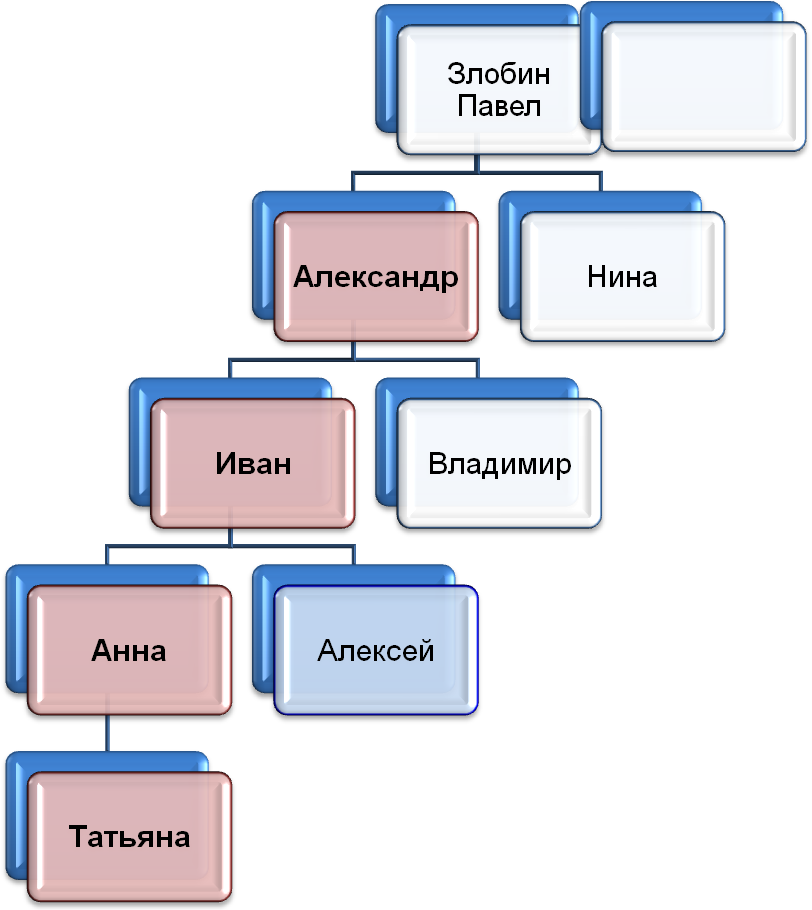 Злобин
Павел
Александр
Нина
Иван
Владимир
Анна
Алексей
Татьяна